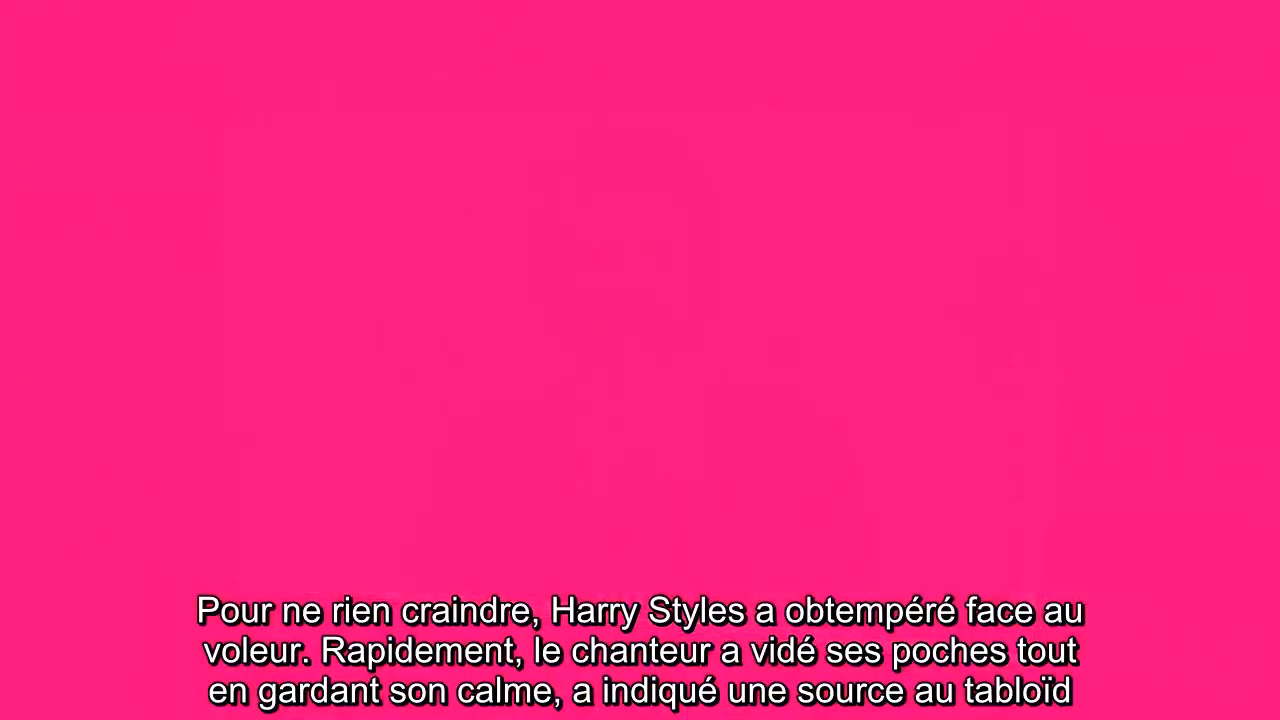 Pour ne rien craindre, Harry Styles a obtempéré face au
voleur. Rapidement, le chanteur a vidé ses poches tout
en gardant son calme, a indiqué une source au tabloïd